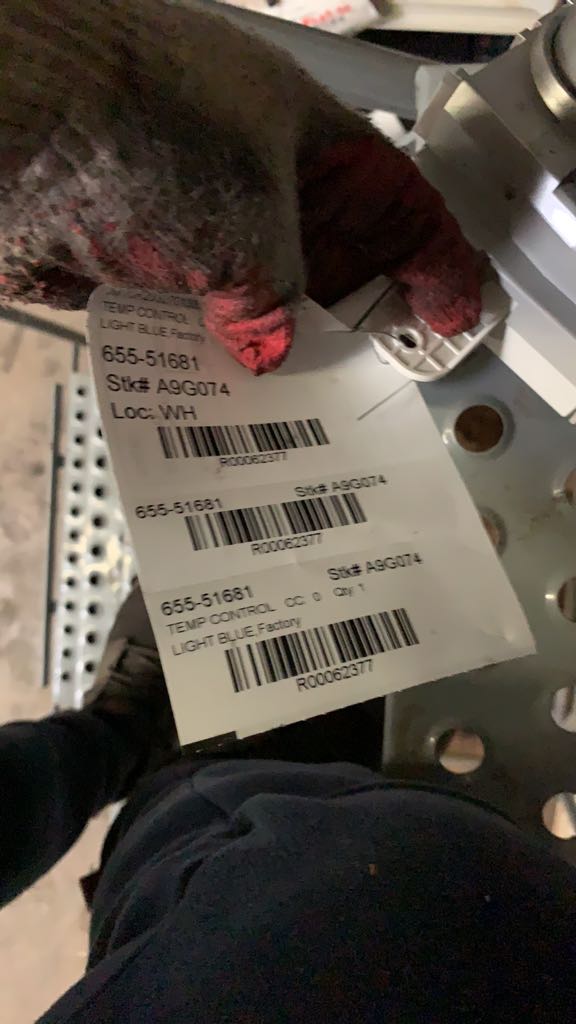 TEMP CONTROL
LIGHT BLUE,Factory
655-51681
Stk# A9G074
Loc: WH
R00062377
655-51681 Stk# A9G074
R00062377
655-51681 Stk# A9G074
TEMP CONTROL CC: 0 Qty: 1
LIGHT BLUE,Factory
R00062377